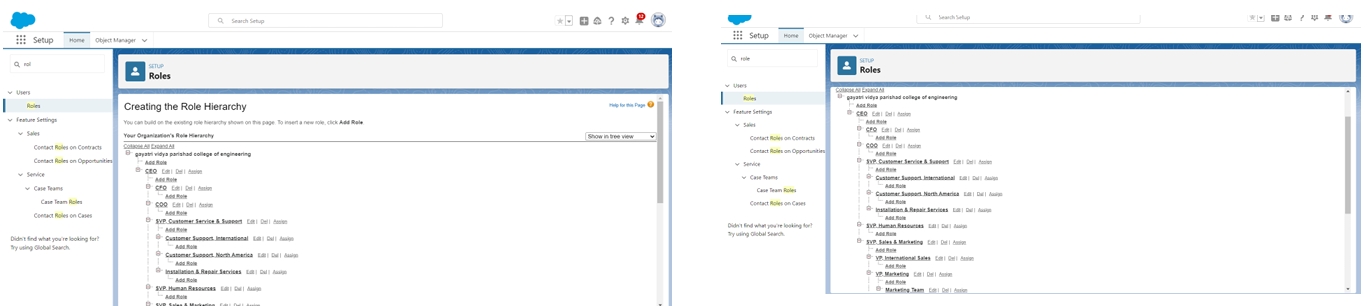 Search Setup
12
Setup
Home
Object Manager
rol
Users
Roles
Feature Settings
Sales
Contact Roles on Contracts
Contact Roles on Opportunities
Service
Case Teams
Case Team Roles
Contact Roles on Cases
Didn't find what you're looking for?
Try using Global Search.
SETUP
Roles
Creating the Role Hierarchy
Help for this Page
You can build on the existing role hierarchy shown on this page. To insert a new role, click Add Role.
Your Organization's Role Hierarchy
Show in tree view
Collapse All Expand All
gayatri vidya parishad college of engineering
Add Role
CEO Edit | Del | Assign
Add Role
CFO Edit | Del | Assign
Add Role
COO Edit | Del | Assign
Add Role
SVP, Customer Service & Support Edit | Del | Assign
Add Role
Customer Support, International Edit | Del | Assign
Add Role
Customer Support, North America Edit | Del | Assign
Add Role
Installation & Repair Services Edit | Del | Assign
Add Role
SVP, Human Resources Edit | Del | Assign
Add Role
SVP, Sales & Marketing Edit | Del | Assign
Search Setup
Setup
Home
Object Manager
role
Users
Roles
Feature Settings
Sales
Contact Roles on Contracts
Contact Roles on Opportunities
Service
Case Teams
Case Team Roles
Contact Roles on Cases
Didn't find what you're looking for?
Try using Global Search.
SETUP
Roles
Collapse All Expand All
gayatri vidya parishad college of engineering
Add Role
CEO Edit | Del | Assign
Add Role
CFO Edit | Del | Assign
Add Role
COO Edit | Del | Assign
Add Role
SVP, Customer Service & Support Edit | Del | Assign
Add Role
Customer Support, International Edit | Del | Assign
Add Role
Customer Support, North America Edit | Del | Assign
Add Role
Installation & Repair Services Edit | Del | Assign
Add Role
SVP, Human Resources Edit | Del | Assign
Add Role
SVP, Sales & Marketing Edit | Del | Assign
Add Role
VP, International Sales Edit | Del | Assign
Add Role
VP, Marketing Edit | Del | Assign
Add Role
Marketing Team Edit | Del | Assign